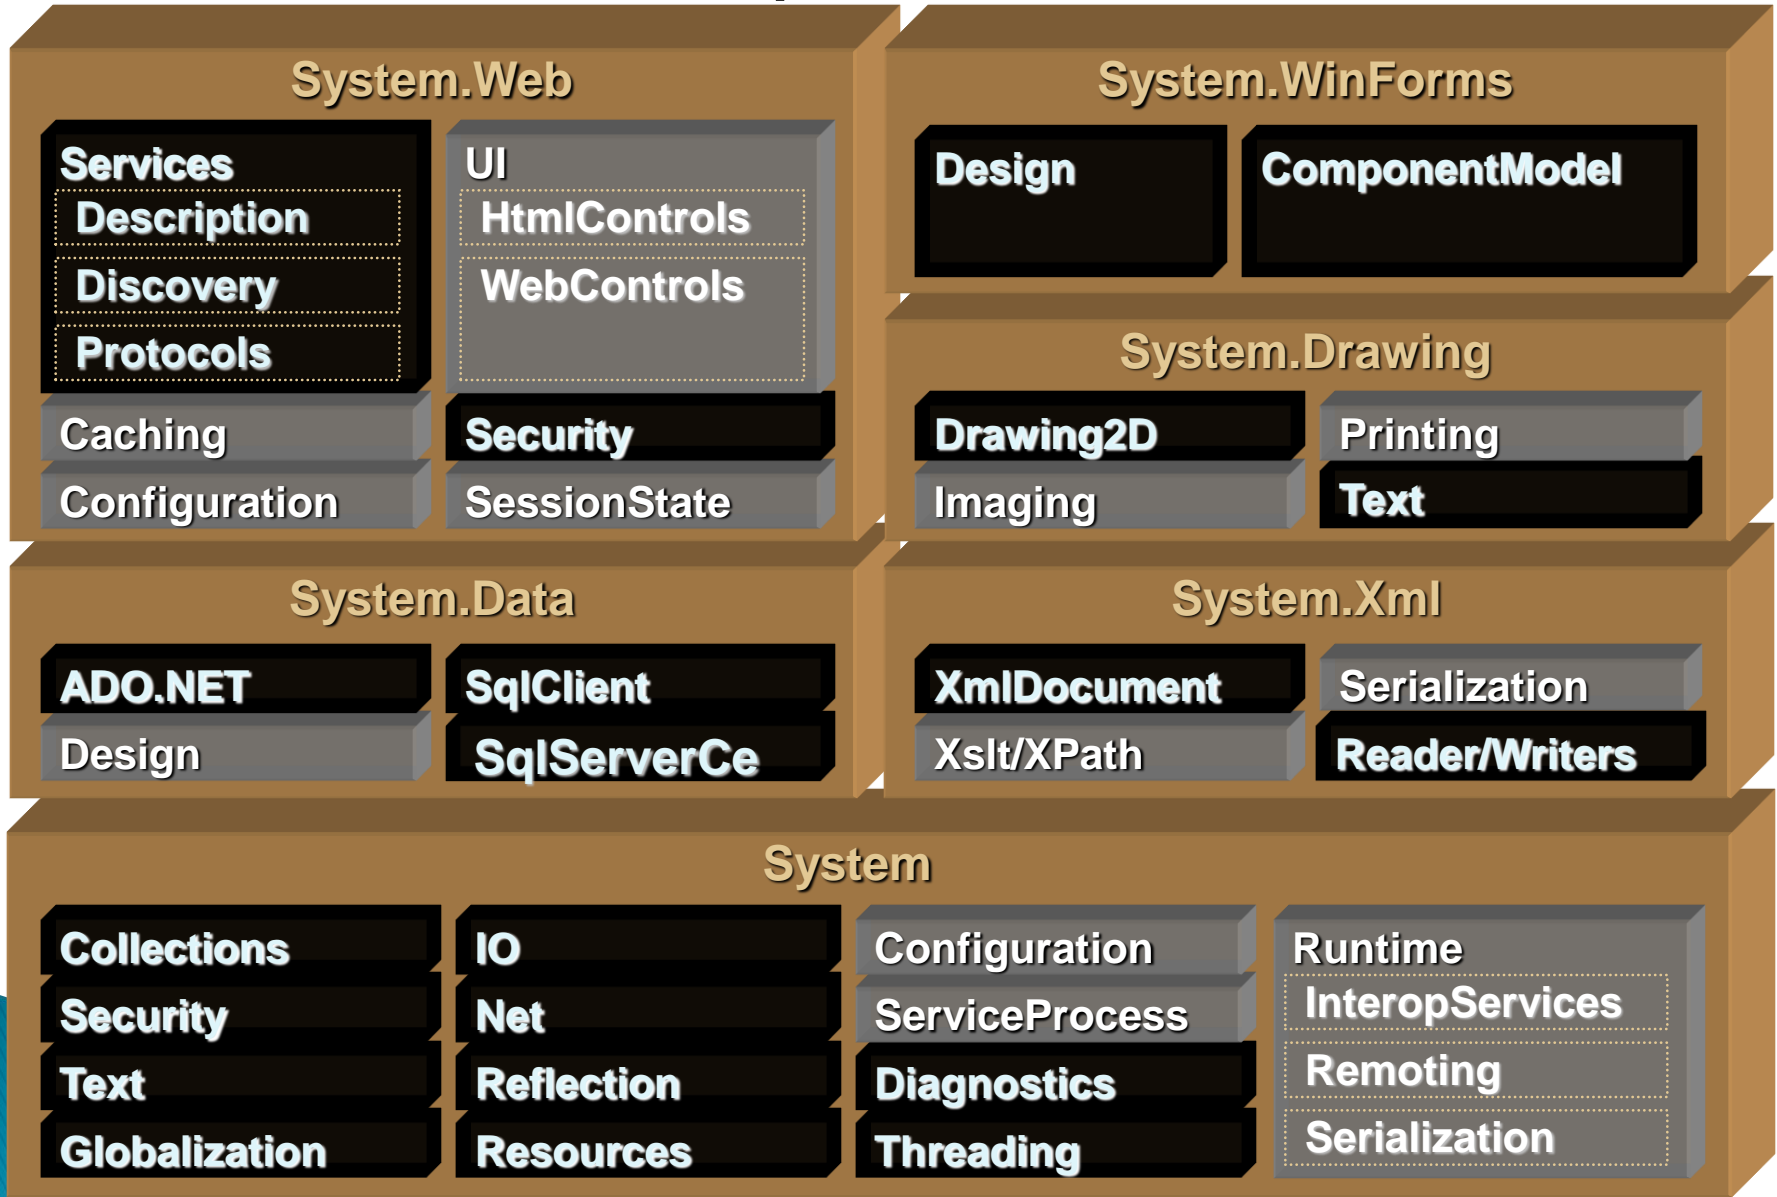 System.Web
Services
Description
Discovery
Protocols
UI
HtmlControls
WebControls
Caching
Security
Configuration
SessionState
System.WinForms
Design
ComponentModel
System.Drawing
Drawing2D
Printing
Imaging
Text
System.Data
ADO.NET
SqlClient
Design
SqlServerCe
System.Xml
XmlDocument
Serialization
Xslt/XPath
Reader/Writers
System
Collections
Security
Text
Globalization
IO
Net
Reflection
Resources
Configuration
ServiceProcess
Diagnostics
Threading
Runtime
InteropServices
Remoting
Serialization